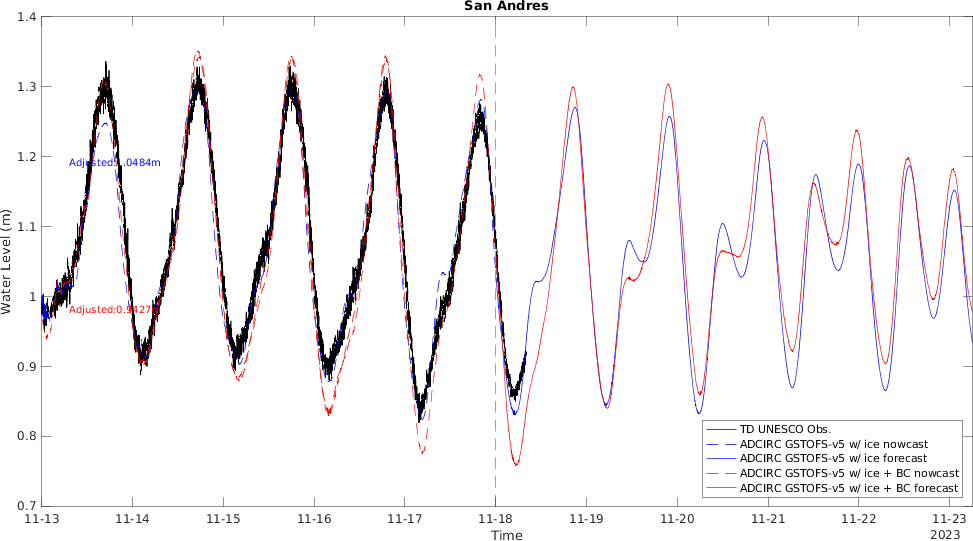 San Andres
Water Level (m)
1.4
1.3
1.2
1.1
1
0.9
0.8
0.7
Adjusted: .0484m
Adjusted:0.9427
TD UNESCO Obs.
ADCIRC GSTOFS-v5 w/ ice nowcast
ADCIRC GSTOFS-v5 w/ ice forecast
ADCIRC GSTOFS-v5 w/ ice + BC nowcast
ADCIRC GSTOFS-v5 w/ ice + BC forecast
11-13 11-14 11-15 11-16 11-17 11-18 11-19 11-20 11-21 11-22 11-23
Time
2023